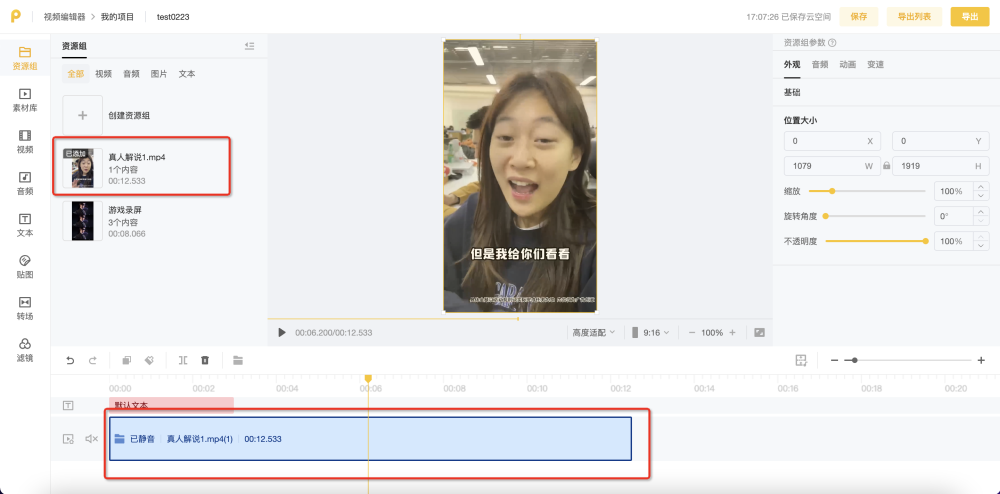 视频编辑器 > 我的项目 test0223
17:07:26 已保存云空间 保存 导出列表 导出
资源组
素材库
视频
音频
文本
贴图
转场
滤镜
资源组
全部 视频 音频 图片 文本
+ 创建资源组
已添加
真人解说1.mp4
1个内容
00:12.533
游戏录屏
3个内容
00:08.066
但是我给你们看看
00:06.200/00:12.533 高度适配 9:16 100%
资源组参数
外观 音频 动画 变速
基础
位置大小
0 X 0 Y
1079 W 1919 H
缩放 100%
旋转角度 0°
不透明度 100%
00:00 00:02 00:04 00:06 00:08 00:10 00:12 00:14 00:16 00:18 00:20
T 默认文本
已静音 真人解说1.mp4(1) 00:12.533